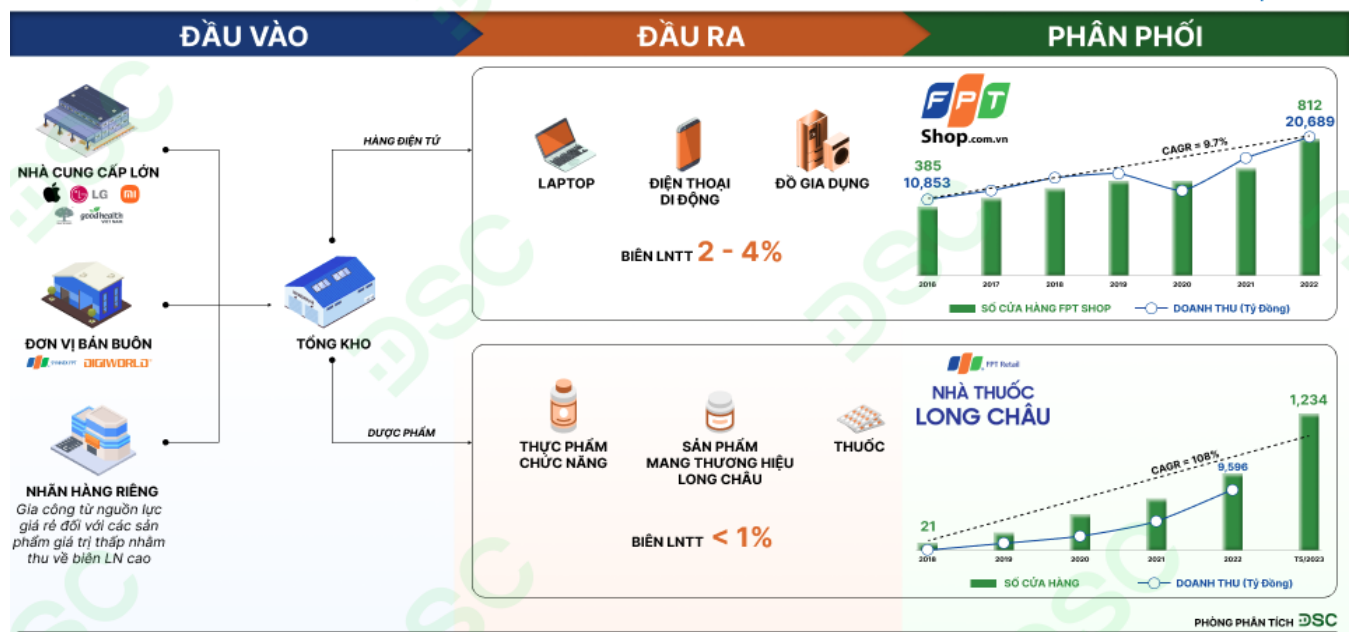 ĐẦU VÀO
ĐẦU RA
PHÂN PHỐI
NHÀ CUNG CẤP LỚN
LG
goodhealth
VIỆT NAM
ĐƠN VỊ BÁN BUÔN
DIGIWORLD
NHÃN HÀNG RIÊNG
Gia công từ nguồn lực
giá rẻ đối với các sản
phẩm giá trị thấp nhằm
thu về biên LN cao
TỔNG KHO
HÀNG ĐIỆN TỬ
DƯỢC PHẨM
LAPTOP
ĐIỆN THOẠI
DI ĐỘNG
ĐỒ GIA DỤNG
BIÊN LNTT 2 - 4%
FPT
Shop.com.vn
385
10,853
CAGR = 9.7%
812
20,689
2016 2017 2018 2019 2020 2021 2022
SỐ CỬA HÀNG FPT SHOP
DOANH THU (Tỷ Đồng)
THỰC PHẨM
CHỨC NĂNG
SẢN PHẨM
MANG THƯƠNG HIỆU
LONG CHÂU
THUỐC
BIÊN LNTT < 1%
FPT Retail
NHÀ THUỐC
LONG CHÂU
21
CAGR = 108%
9,596
1,234
2018 2019 2020 2021 2022 T5/2023
SỐ CỬA HÀNG
DOANH THU (Tỷ Đồng)
PHÒNG PHÂN TÍCH DSC